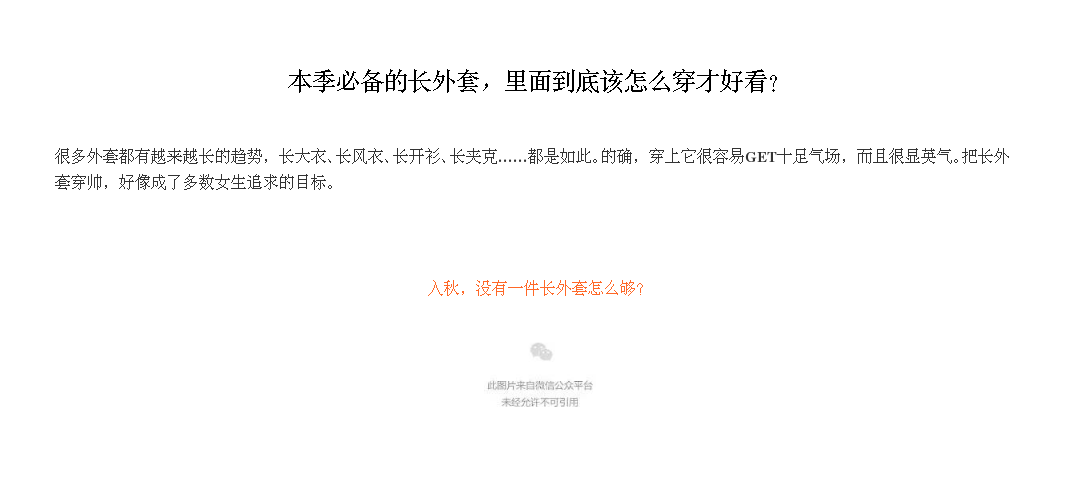 本季必备的长外套，里面到底该怎么穿才好看？
很多外套都有越来越长的趋势，长大衣、长风衣、长开衫、长夹克……都是如此。的确，穿上它很容易GET十足气场，而且很显英气。把长外
套穿帅，好像成了多数女生追求的目标。
入秋，没有一件长外套怎么够？
此图片来自微信公众平台
未经允许不可引用